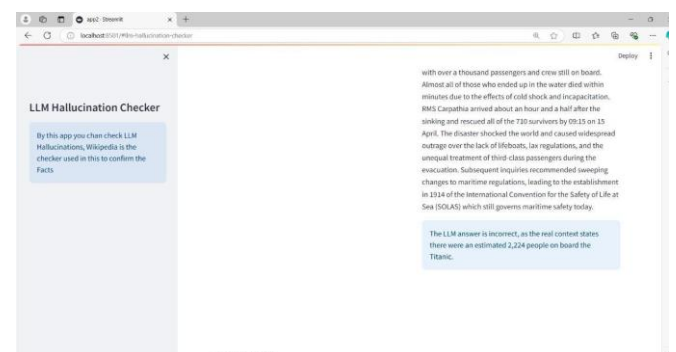 app2 · Streamlit
localhost:8501/#llm-hallucination-checker
Deploy
LLM Hallucination Checker
By this app you chan check LLM
Hallucinations, Wikipedia is the
checker used in this to confirm the
Facts
with over a thousand passengers and crew still on board.
Almost all of those who ended up in the water died within
minutes due to the effects of cold shock and incapacitation.
RMS Carpathia arrived about an hour and a half after the
sinking and rescued all of the 710 survivors by 09:15 on 15
April. The disaster shocked the world and caused widespread
outrage over the lack of lifeboats, lax regulations, and the
unequal treatment of third-class passengers during the
evacuation. Subsequent inquiries recommended sweeping
changes to maritime regulations, leading to the establishment
in 1914 of the International Convention for the Safety of Life at
Sea (SOLAS) which still governs maritime safety today.
The LLM answer is incorrect, as the real context states
there were an estimated 2,224 people on board the
Titanic.